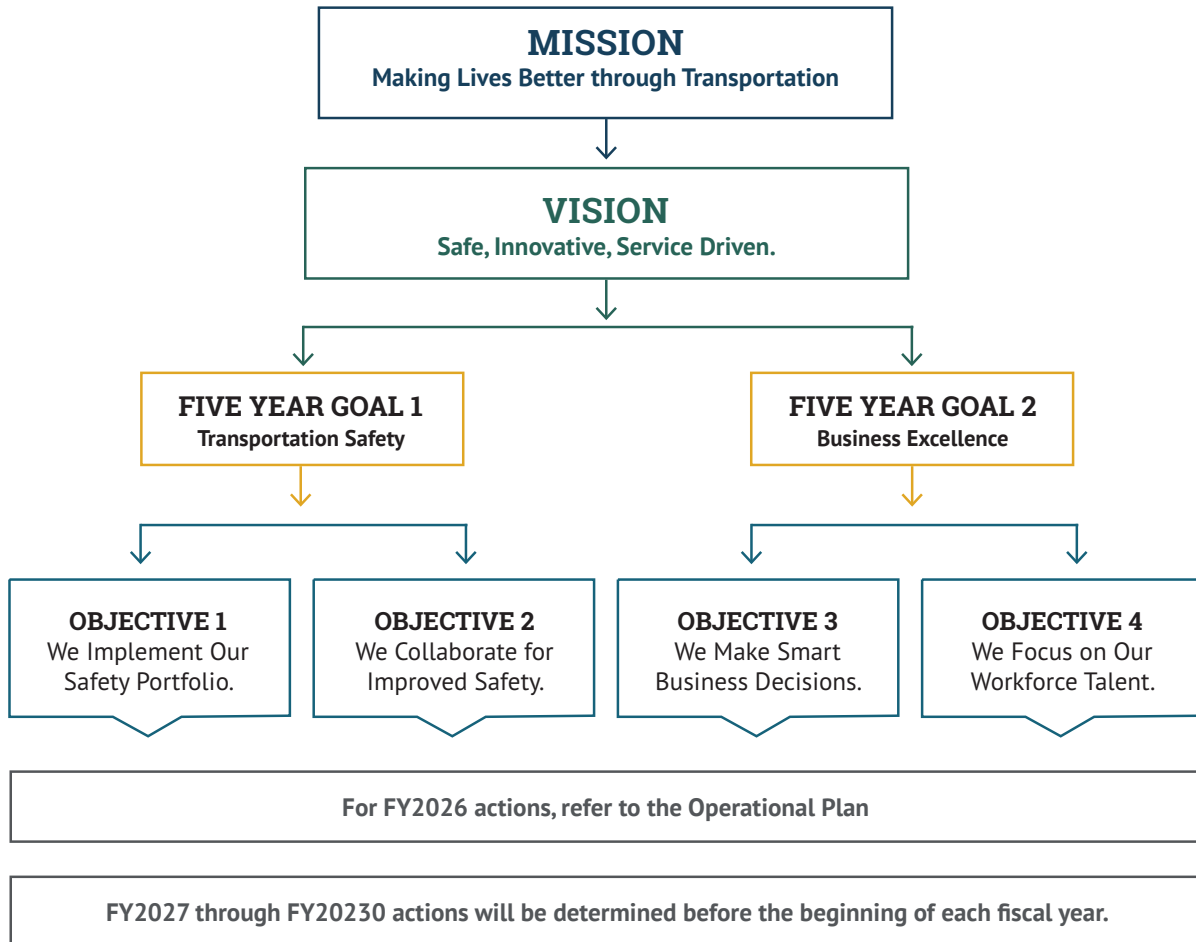 MISSION
Making Lives Better through Transportation
VISION
Safe, Innovative, Service Driven.
FIVE YEAR GOAL 1
Transportation Safety
FIVE YEAR GOAL 2
Business Excellence
OBJECTIVE 1
We Implement Our
Safety Portfolio.
OBJECTIVE 2
We Collaborate for
Improved Safety.
OBJECTIVE 3
We Make Smart
Business Decisions.
OBJECTIVE 4
We Focus on Our
Workforce Talent.
For FY2026 actions, refer to the Operational Plan
FY2027 through FY20230 actions will be determined before the beginning of each fiscal year.